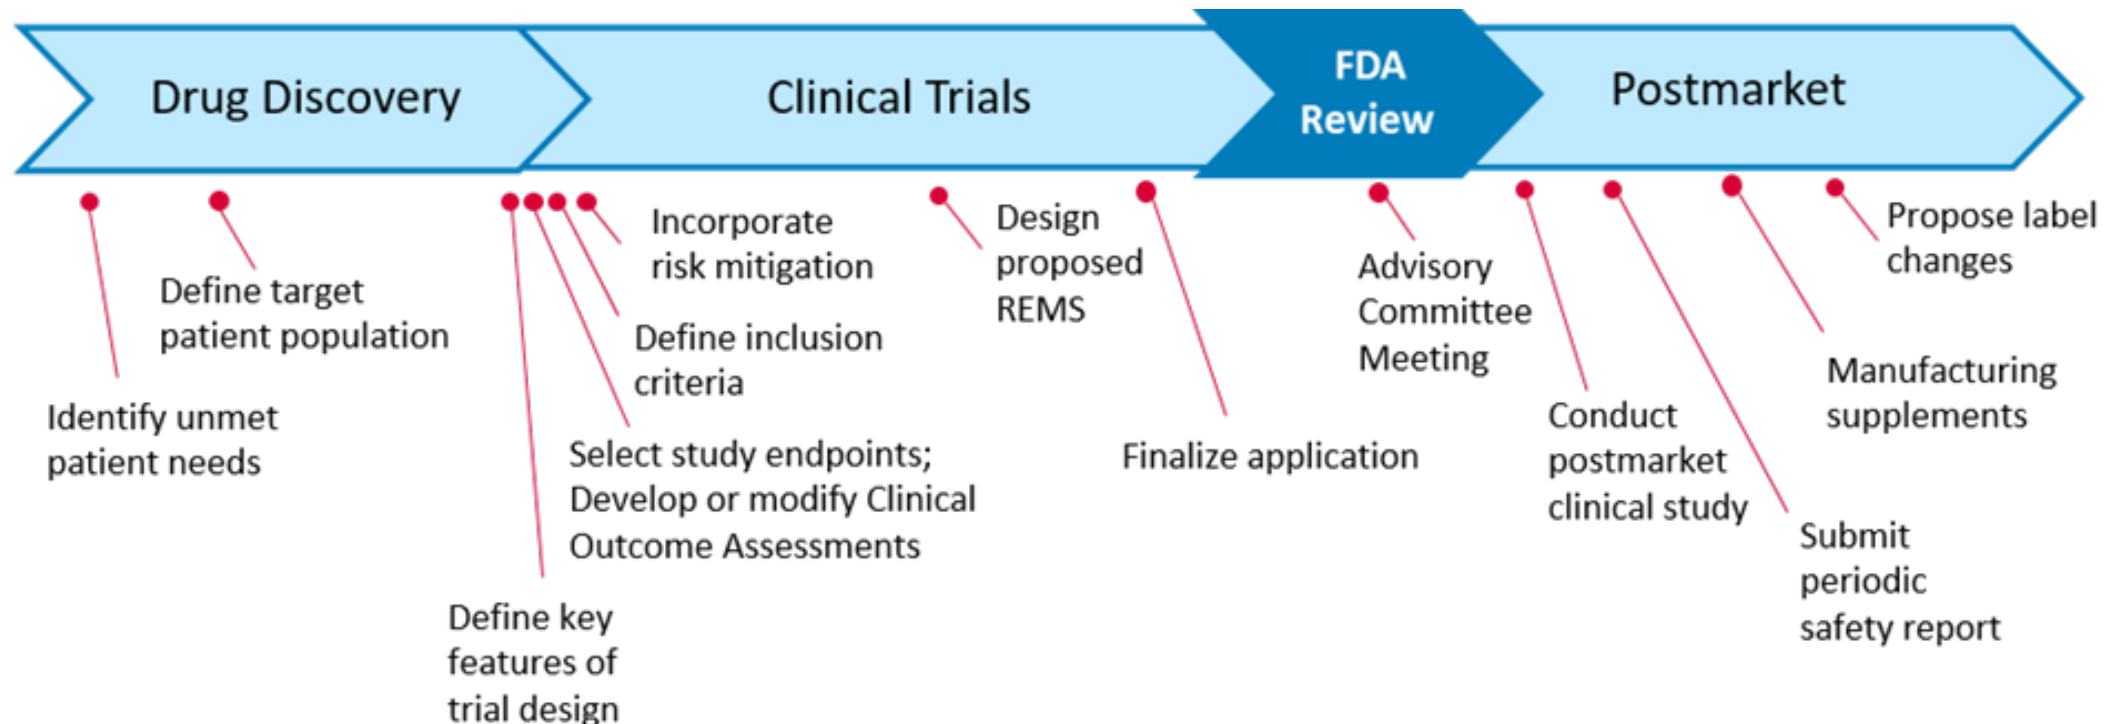 Drug Discovery
Clinical Trials
FDA
Review
Postmarket
Identify unmet
patient needs
Define target
patient population
Define key
features of
trial design
Select study endpoints;
Develop or modify Clinical
Outcome Assessments
Define inclusion
criteria
Incorporate
risk mitigation
Design
proposed
REMS
Finalize application
Advisory
Committee
Meeting
Conduct
postmarket
clinical study
Submit
periodic
safety report
Manufacturing
supplements
Propose label
changes